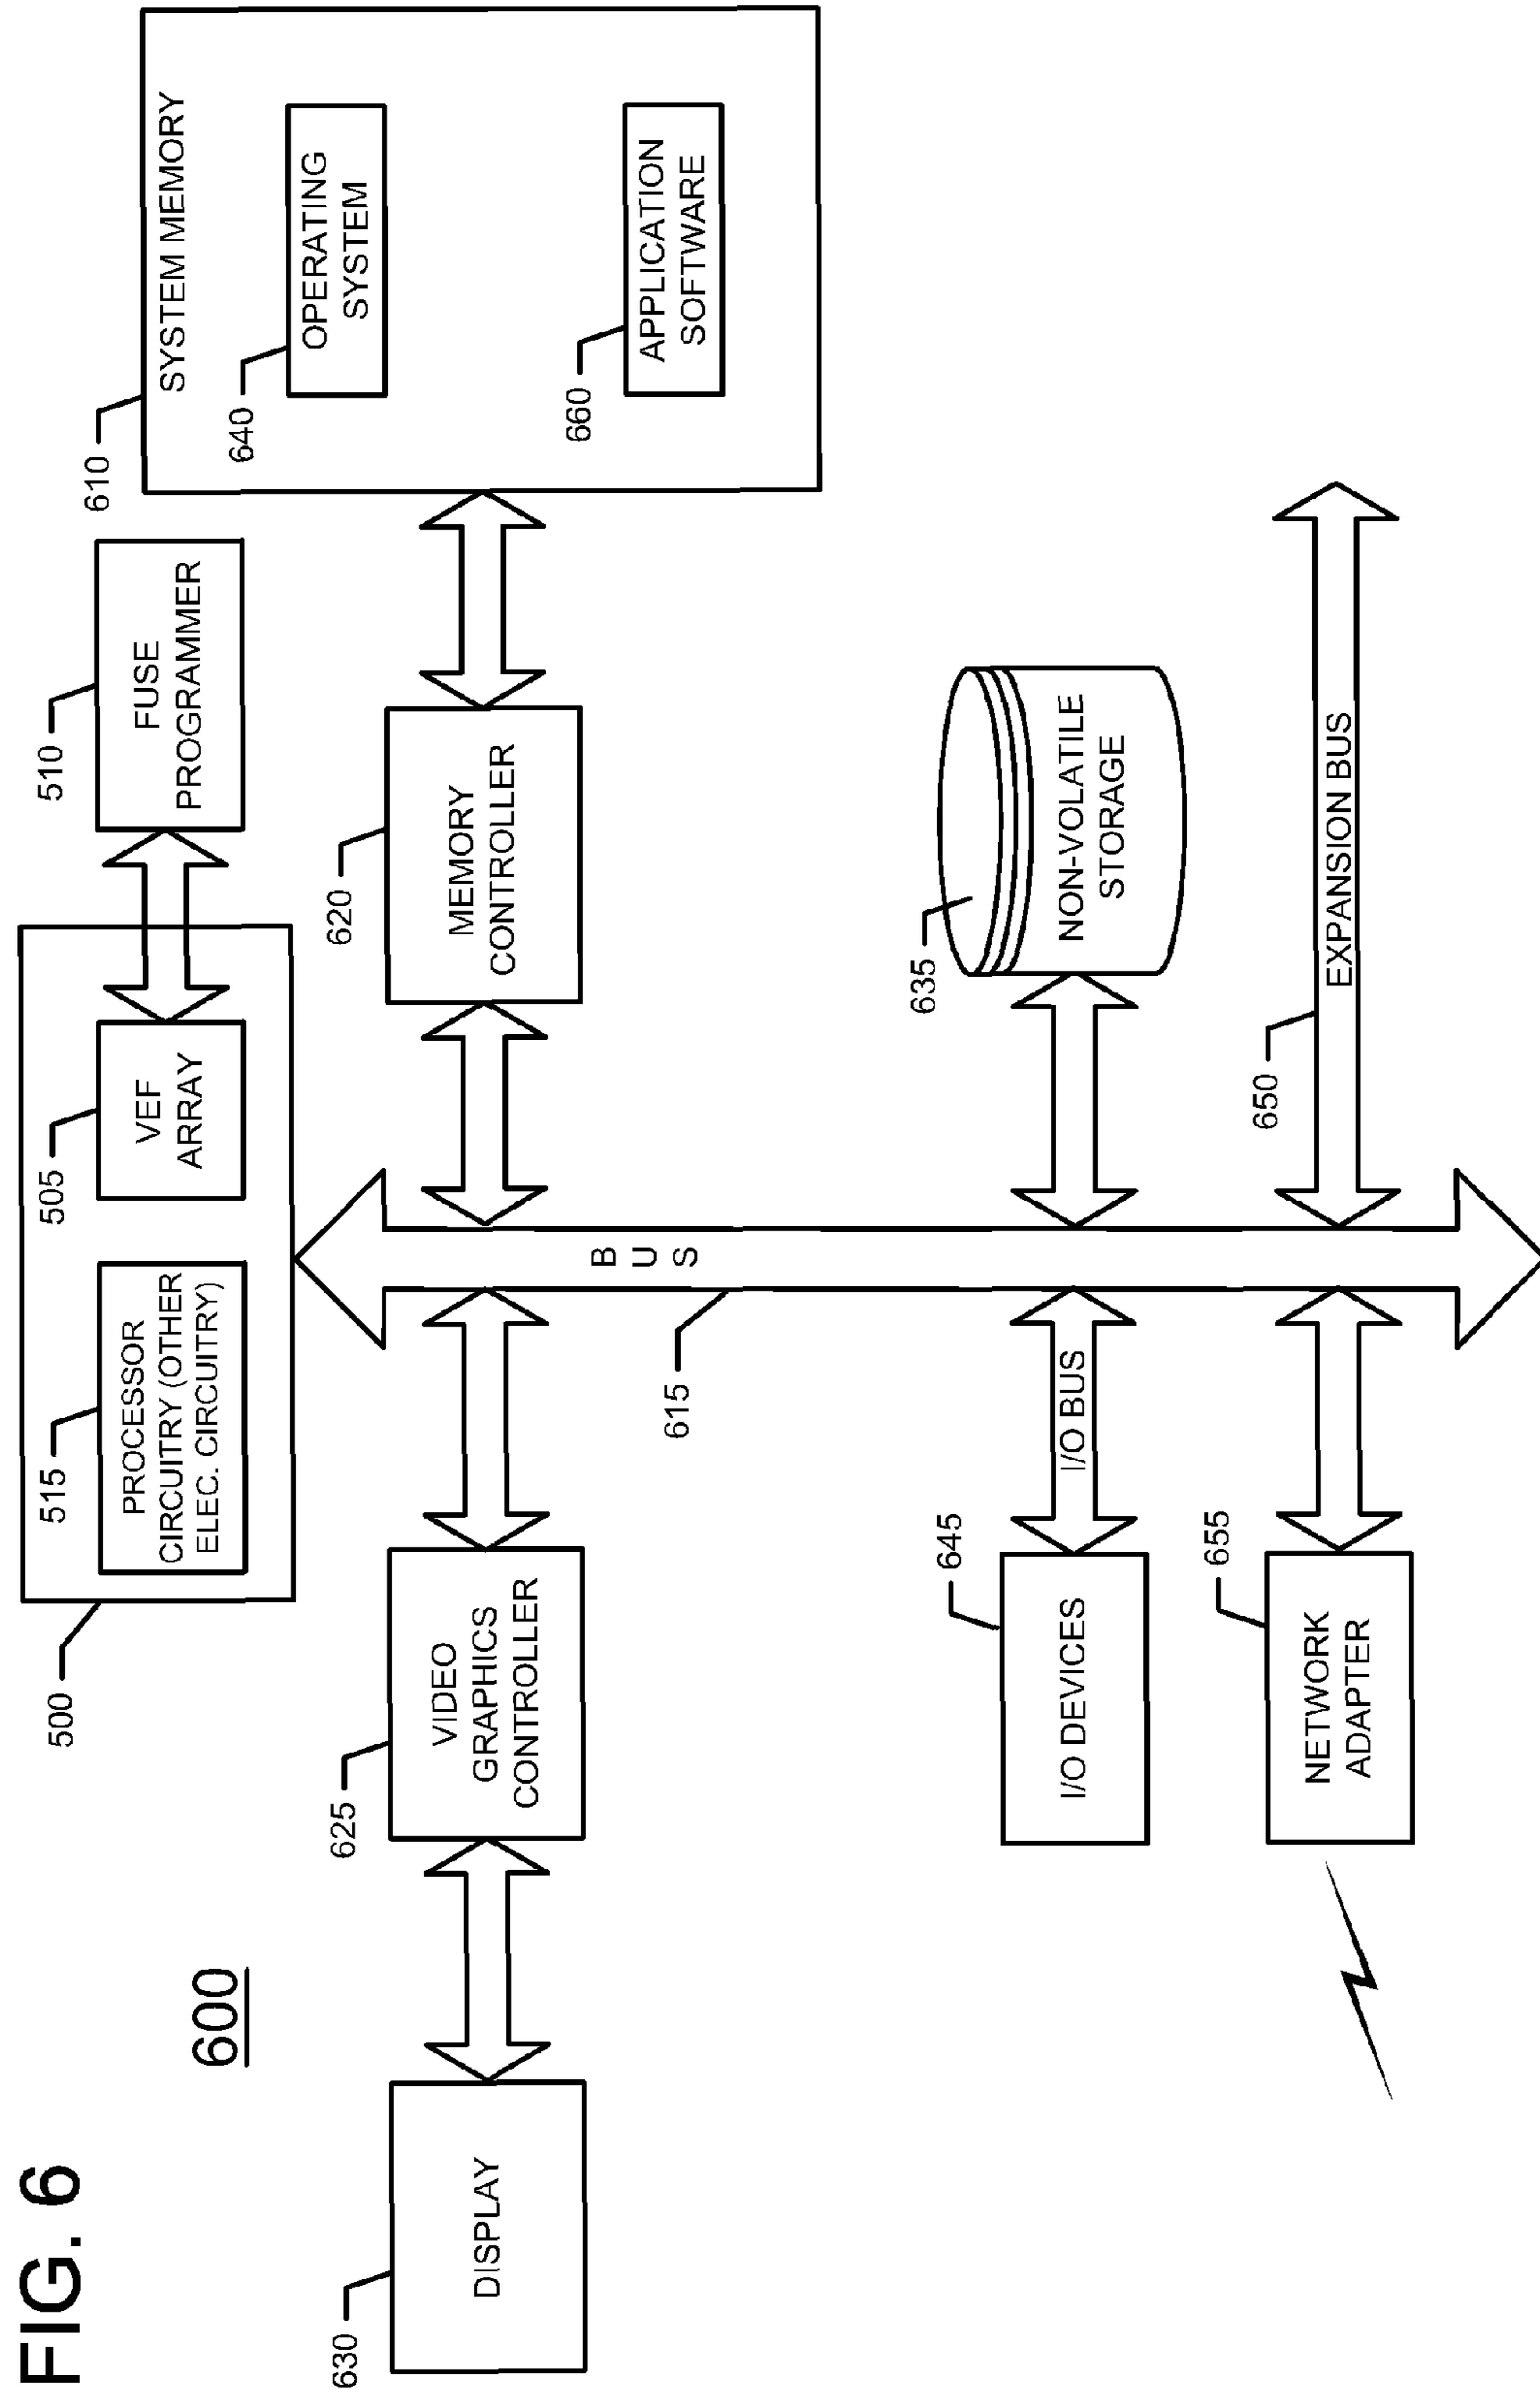 FIG. 6
600
500
515
PROCESSOR
CIRCUITRY (OTHER
ELEC. CIRCUITRY)
505
VEF
ARRAY
510
FUSE
PROGRAMMER
610
SYSTEM MEMORY
640
OPERATING
SYSTEM
660
APPLICATION
SOFTWARE
630
DISPLAY
625
VIDEO
GRAPHICS
CONTROLLER
620
MEMORY
CONTROLLER
B
U
S
615
645
I/O DEVICES
I/O BUS
635
NON-VOLATILE
STORAGE
655
NETWORK
ADAPTER
650
EXPANSION BUS